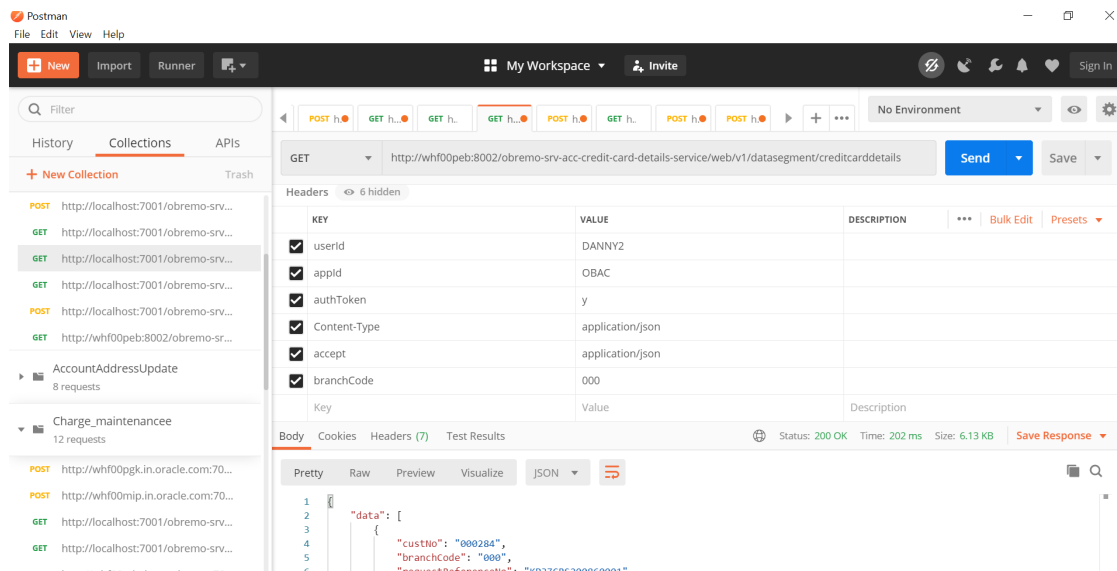 Postman
File Edit View Help
New Import Runner My Workspace Invite Sign In
Filter
History Collections APIs
+ New Collection Trash
POST http://localhost:7001/obremo-srv...
GET http://localhost:7001/obremo-srv...
GET http://localhost:7001/obremo-srv...
GET http://localhost:7001/obremo-srv...
POST http://localhost:7001/obremo-srv...
GET http://whf00peb:8002/obremo-sr...
AccountAddressUpdate
8 requests
Charge_maintenancee
12 requests
POST http://whf00pgk.in.oracle.com:70...
POST http://whf00mip.in.oracle.com:70...
GET http://localhost:7001/obremo-srv...
GET http://localhost:7001/obremo-srv...
POST h. GET h... GET h.. GET h... POST h. GET h.. POST h. POST h. + ••• No Environment
GET http://whf00peb:8002/obremo-srv-acc-credit-card-details-service/web/v1/datasegment/creditcarddetails Send Save
Headers 6 hidden
KEY VALUE DESCRIPTION ••• Bulk Edit Presets
userId DANNY2
appId OBAC
authToken y
Content-Type application/json
accept application/json
branchCode 000
Key Value Description
Body Cookies Headers (7) Test Results Status: 200 OK Time: 202 ms Size: 6.13 KB Save Response
Pretty Raw Preview Visualize JSON
1 {
2 "data": [
3 {
4 "custNo": "000284",
5 "branchCode": "000",